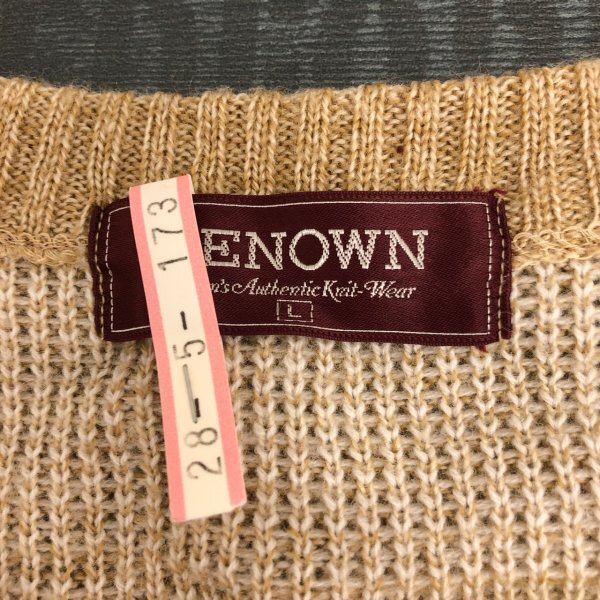 ENOWN
n's Authentic Knit-Wear
L
28-5-173